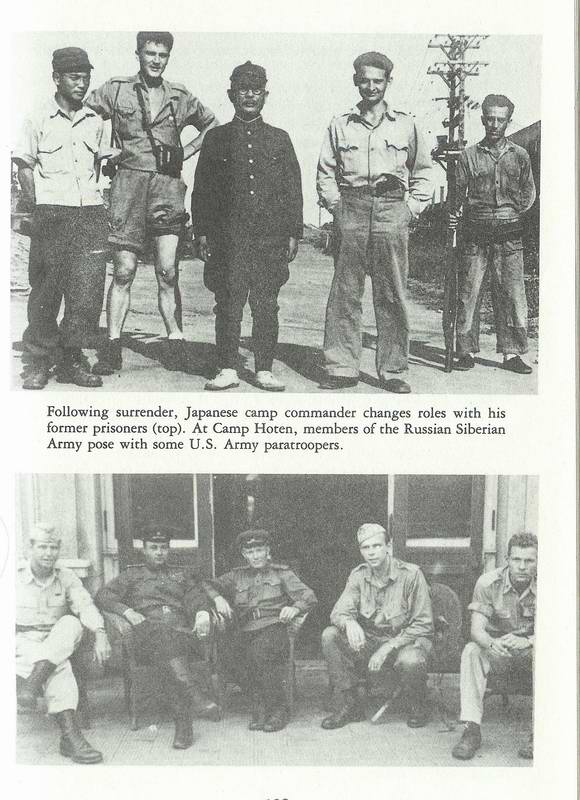 Following surrender, Japanese camp commander changes roles with his
former prisoners (top). At Camp Hoten, members of the Russian Siberian
Army pose with some U.S. Army paratroopers.